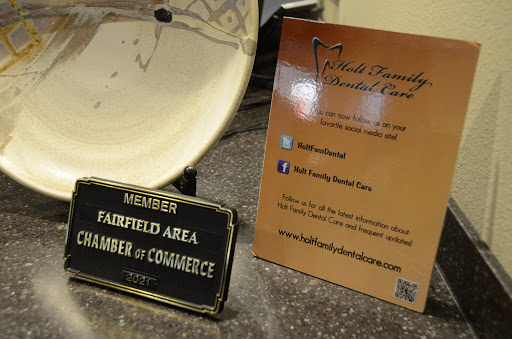 MEMBER
FAIRFIELD AREA
CHAMBER OF COMMERCE
2021
Holt Family
Dental Care
You can now follow us on your
favorite social media site!
HoltFamDental
Holt Family Dental Care
Follow us for all the latest information about
Holt Family Dental Care and frequent updates!
www.holtfamilydentalcare.com